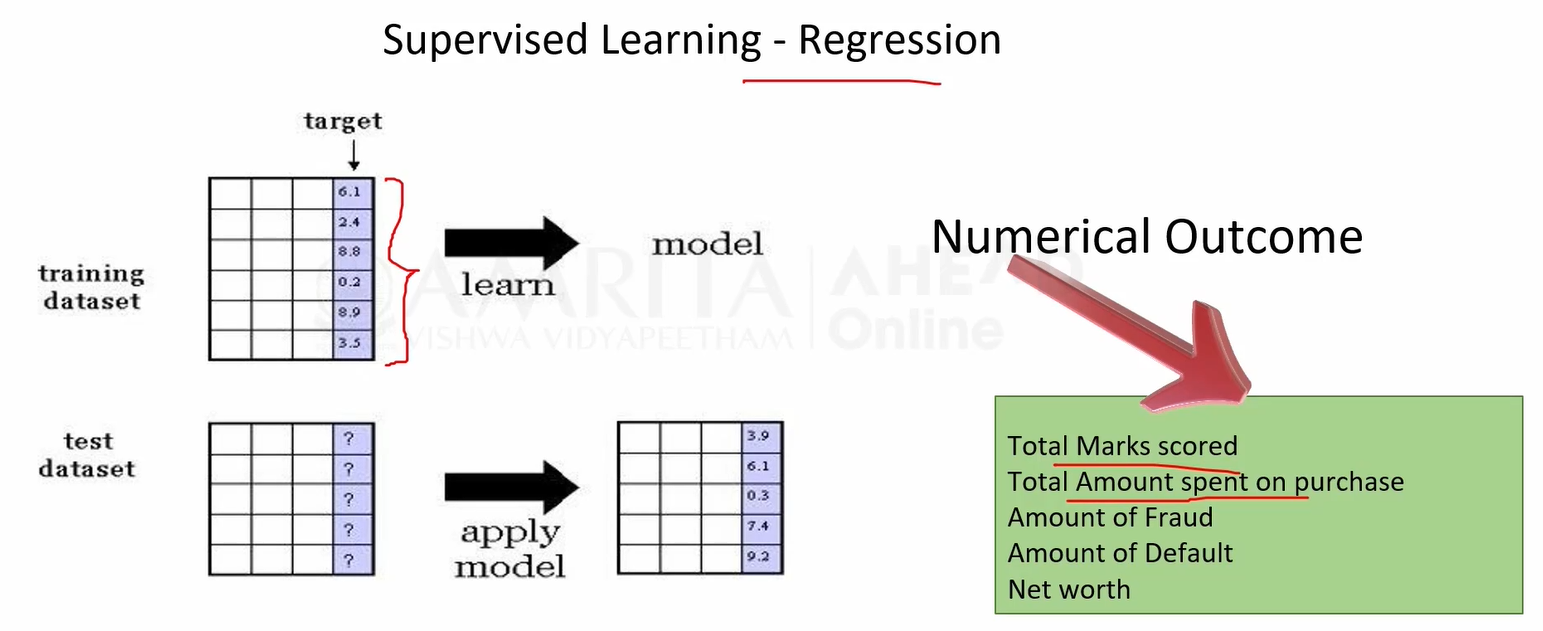 Supervised Learning - Regression
target
6.1
2.4
8.8
0.2
8.9
3.5
training
dataset
learn
model
Numerical Outcome
AMRITA
VISHWA VIDYAPEETHAM
AHEAD
Online
test
dataset
?
?
?
?
?
apply
model
3.9
6.1
0.3
7.4
9.2
Total Marks scored
Total Amount spent on purchase
Amount of Fraud
Amount of Default
Net worth